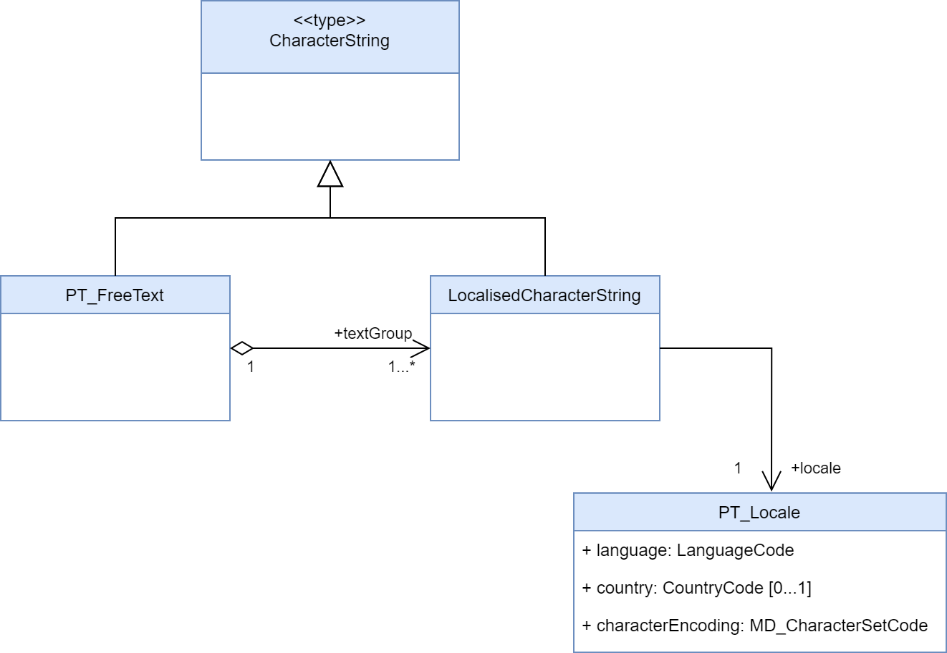 <<type>>
CharacterString
PT_FreeText
LocalisedCharacterString
+textGroup
1
1...*
1
+locale
PT_Locale
+ language: LanguageCode
+ country: CountryCode [0...1]
+ characterEncoding: MD_CharacterSetCode